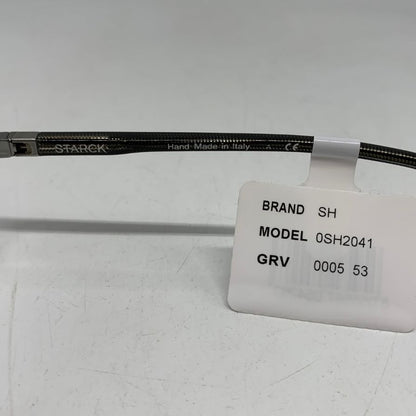 STARCK
Hand Made in Italy
CE
BRAND SH
MODEL 0SH2041
GRV 0005 53